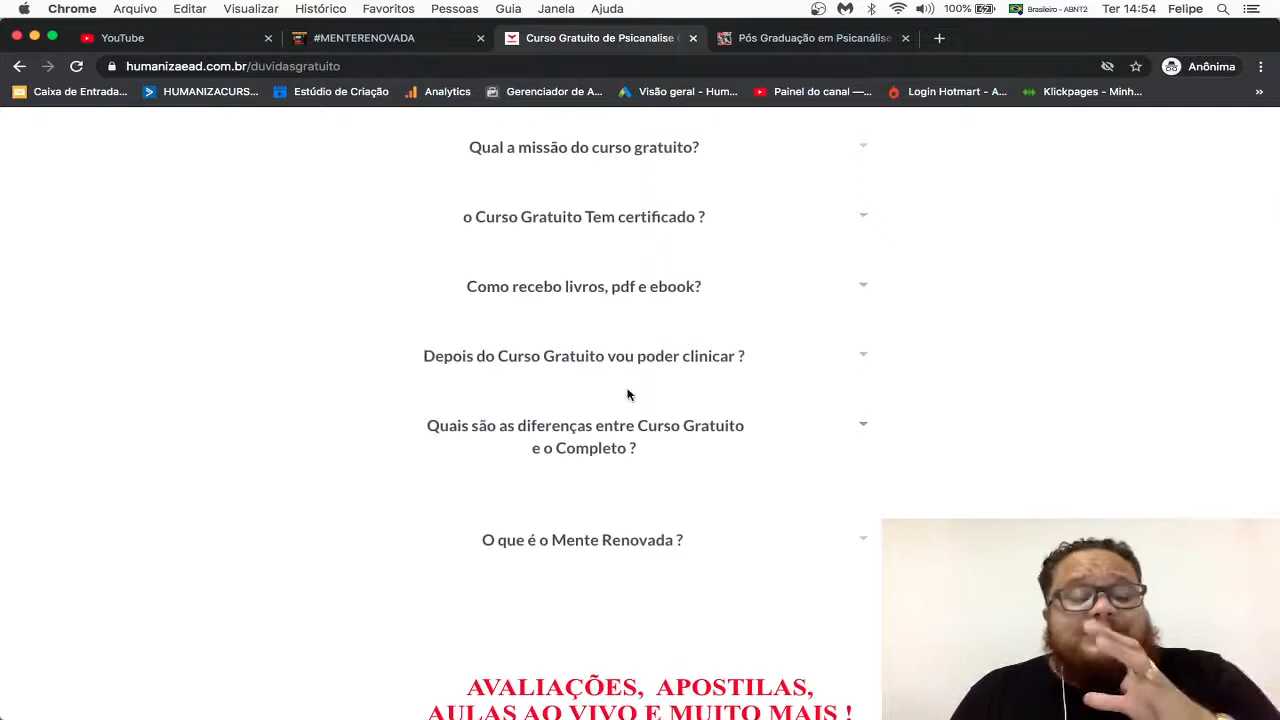 Chrome Arquivo Editar Visualizar Histórico Favoritos Pessoas Guia Janela Ajuda 100% Brasileiro - ABNT2 Ter 14:54 Felipe
YouTube #MENTERENOVADA Curso Gratuito de Psicanalise Pós Graduação em Psicanálise
humanizaead.com.br/duvidasgratuito Anônima
Caixa de Entrada... HUMANIZACURS... Estúdio de Criação Analytics Gerenciador de A... Visão geral - Hum... Painel do canal —... Login Hotmart - A... Klickpages - Minh... »
Qual a missão do curso gratuito?
o Curso Gratuito Tem certificado ?
Como recebo livros, pdf e ebook?
Depois do Curso Gratuito vou poder clinicar ?
Quais são as diferenças entre Curso Gratuito
e o Completo ?
O que é o Mente Renovada ?
AVALIAÇÕES, APOSTILAS,
AULAS AO VIVO E MUITO MAIS !